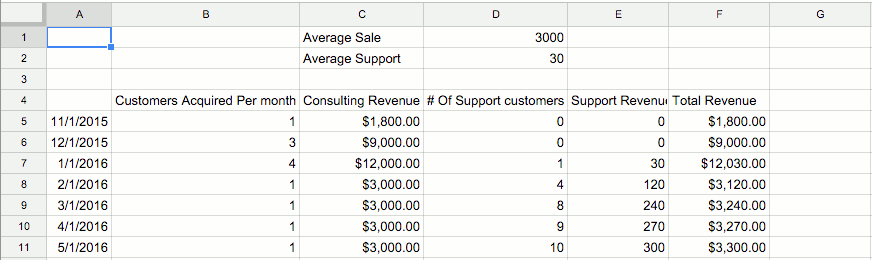 A B C D E F G
1 Average Sale 3000
2 Average Support 30
3
4 Customers Acquired Per month Consulting Revenue # Of Support customers Support Revenu Total Revenue
5 11/1/2015 1 $1,800.00 0 0 $1,800.00
6 12/1/2015 3 $9,000.00 0 0 $9,000.00
7 1/1/2016 4 $12,000.00 1 30 $12,030.00
8 2/1/2016 1 $3,000.00 4 120 $3,120.00
9 3/1/2016 1 $3,000.00 8 240 $3,240.00
10 4/1/2016 1 $3,000.00 9 270 $3,270.00
11 5/1/2016 1 $3,000.00 10 300 $3,300.00